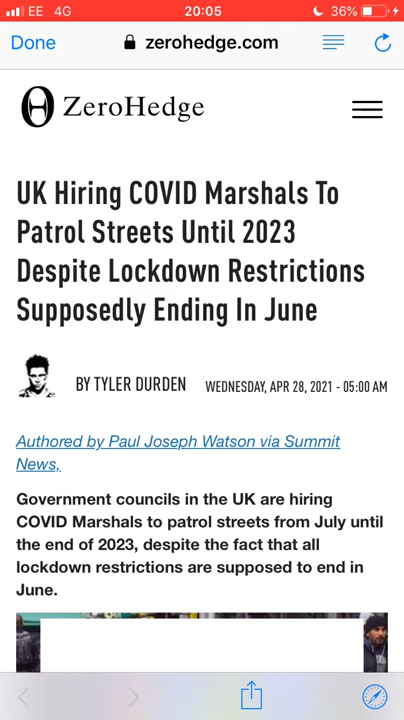 EE 4G 20:05 36%
Done zerohedge.com
ZeroHedge
UK Hiring COVID Marshals To
Patrol Streets Until 2023
Despite Lockdown Restrictions
Supposedly Ending In June
BY TYLER DURDEN WEDNESDAY, APR 28, 2021 - 05:00 AM
Authored by Paul Joseph Watson via Summit
News,
Government councils in the UK are hiring
COVID Marshals to patrol streets from July until
the end of 2023, despite the fact that all
lockdown restrictions are supposed to end in
June.